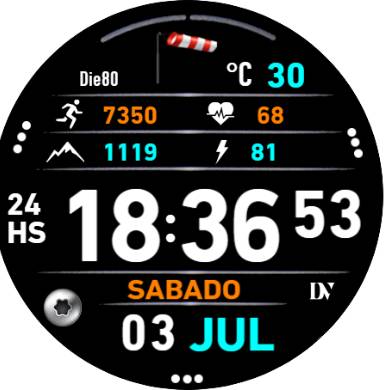 Die80 °C 30
7350 68
1119 81
24 HS 18:36 53
SABADO
DV
03 JUL